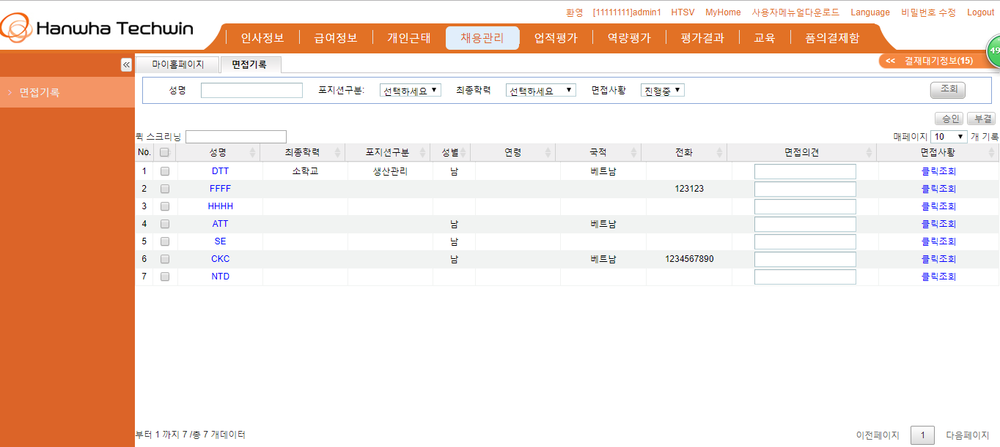 환영 [11111111]admin1 HTSV MyHome 사용자메뉴얼다운로드 Language 비밀번호 수정 Logout
Hanwha Techwin
인사정보 급여정보 개인근태 채용관리 업적평가 역량평가 평가결과 교육 품의결제함
49
« 마이홈페이지 면접기록 << 결재대기정보(15)
> 면접기록
성명 포지션구분: 선택하세요 최종학력 선택하세요 면접사황 진행중 조회
승인 부결
퀵 스크리닝 매페이지 10 개 기록
No. 성명 최종학력 포지션구분 성별 연령 국적 전화 면접의견 면접사황
1 DTT 소학교 생산관리 남 베트남 클릭조회
2 FFFF 123123 클릭조회
3 HHHH 클릭조회
4 ATT 남 베트남 클릭조회
5 SE 남 클릭조회
6 CKC 남 베트남 1234567890 클릭조회
7 NTD 클릭조회
부터 1 까지 7 /총 7 개데이터 이전페이지 1 다음페이지